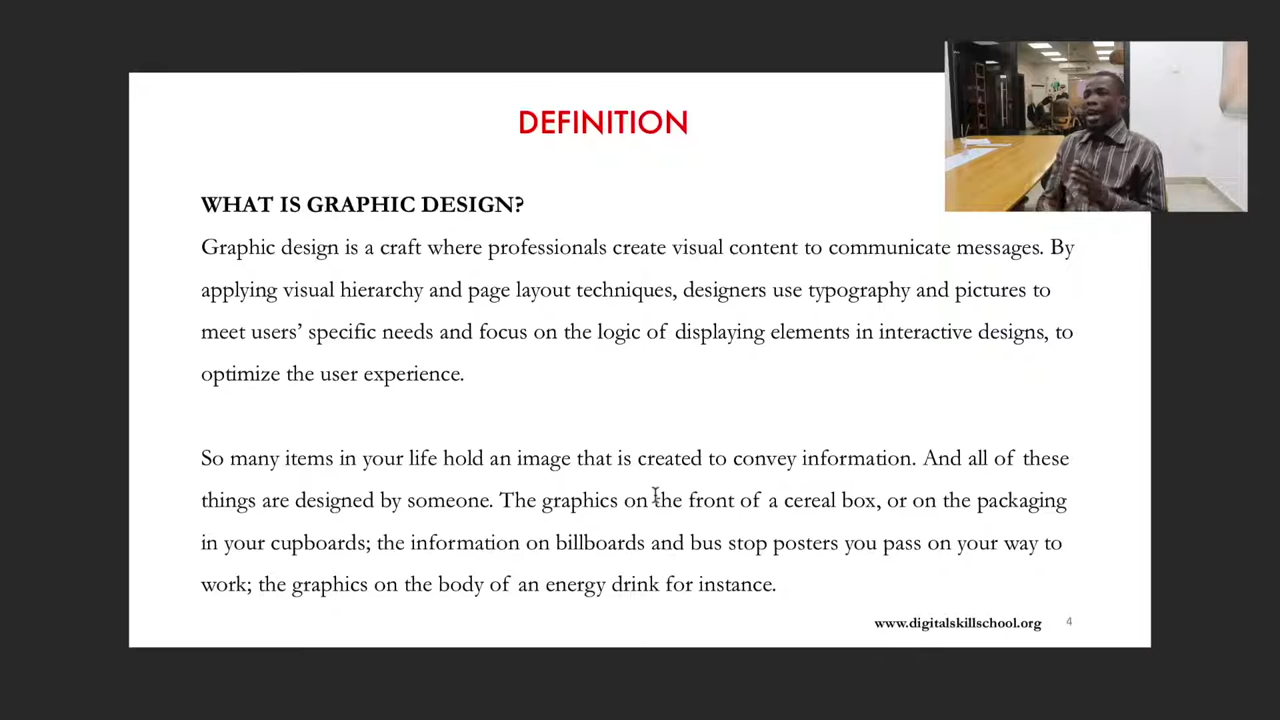 DEFINITION
WHAT IS GRAPHIC DESIGN?
Graphic design is a craft where professionals create visual content to communicate messages. By
applying visual hierarchy and page layout techniques, designers use typography and pictures to
meet users’ specific needs and focus on the logic of displaying elements in interactive designs, to
optimize the user experience.
So many items in your life hold an image that is created to convey information. And all of these
things are designed by someone. The graphics on the front of a cereal box, or on the packaging
in your cupboards; the information on billboards and bus stop posters you pass on your way to
work; the graphics on the body of an energy drink for instance.
www.digitalskillschool.org 4